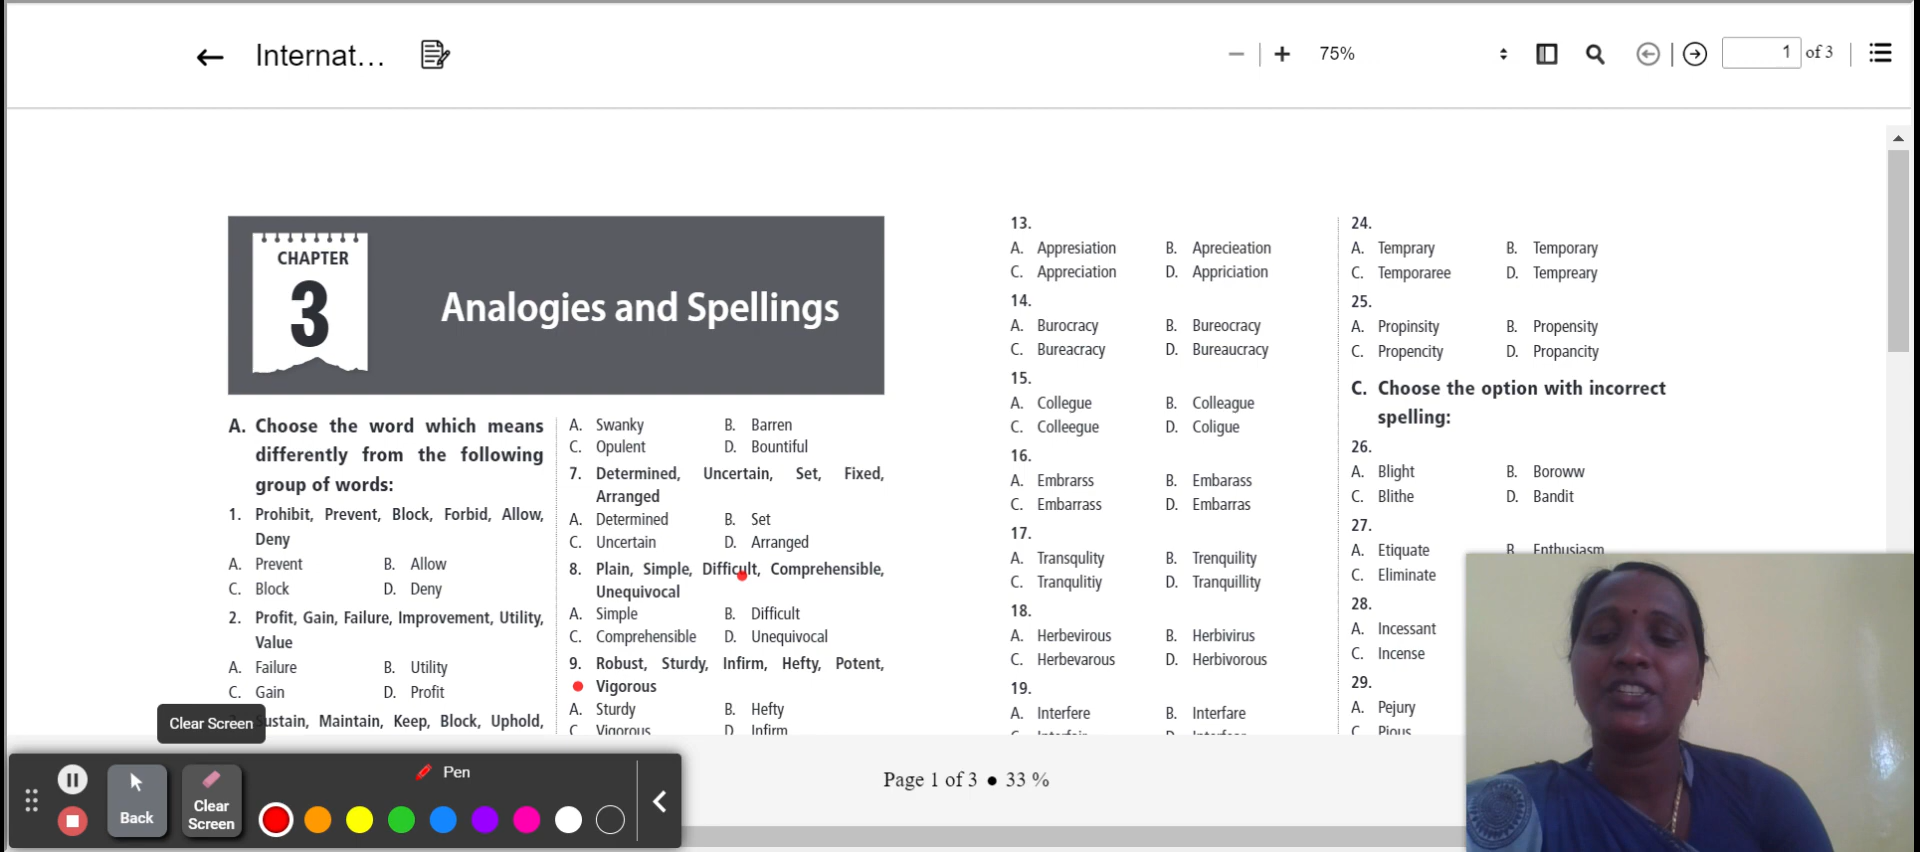 Internat...
75%
1 of 3
CHAPTER
3
Analogies and Spellings
A. Choose the word which means
differently from the following
group of words:
1. Prohibit, Prevent, Block, Forbid, Allow,
Deny
A. Prevent B. Allow
C. Block D. Deny
2. Profit, Gain, Failure, Improvement, Utility,
Value
A. Failure B. Utility
C. Gain D. Profit
Sustain, Maintain, Keep, Block, Uphold,
A. Swanky B. Barren
C. Opulent D. Bountiful
7. Determined, Uncertain, Set, Fixed,
Arranged
A. Determined B. Set
C. Uncertain D. Arranged
8. Plain, Simple, Difficult, Comprehensible,
Unequivocal
A. Simple B. Difficult
C. Comprehensible D. Unequivocal
9. Robust, Sturdy, Infirm, Hefty, Potent,
Vigorous
A. Sturdy B. Hefty
C. Vigorous D. Infirm
13.
A. Appresiation B. Aprecieation
C. Appreciation D. Appriciation
14.
A. Burocracy B. Bureocracy
C. Bureacracy D. Bureaucracy
15.
A. Collegue B. Colleague
C. Colleegue D. Coligue
16.
A. Embrarss B. Embarass
C. Embarrass D. Embarras
17.
A. Transqulity B. Trenquility
C. Tranqulitiy D. Tranquillity
18.
A. Herbevirous B. Herbivirus
C. Herbevarous D. Herbivorous
19.
A. Interfere B. Interfare
24.
A. Temprary B. Temporary
C. Temporaree D. Tempreary
25.
A. Propinsity B. Propensity
C. Propencity D. Propancity
C. Choose the option with incorrect
spelling:
26.
A. Blight B. Boroww
C. Blithe D. Bandit
27.
A. Etiquate B. Enthusiasm
C. Eliminate
28.
A. Incessant
C. Incense
29.
A. Pejury
C. Pious
Clear Screen
Pen
Back
Clear
Screen
Page 1 of 3 ● 33 %